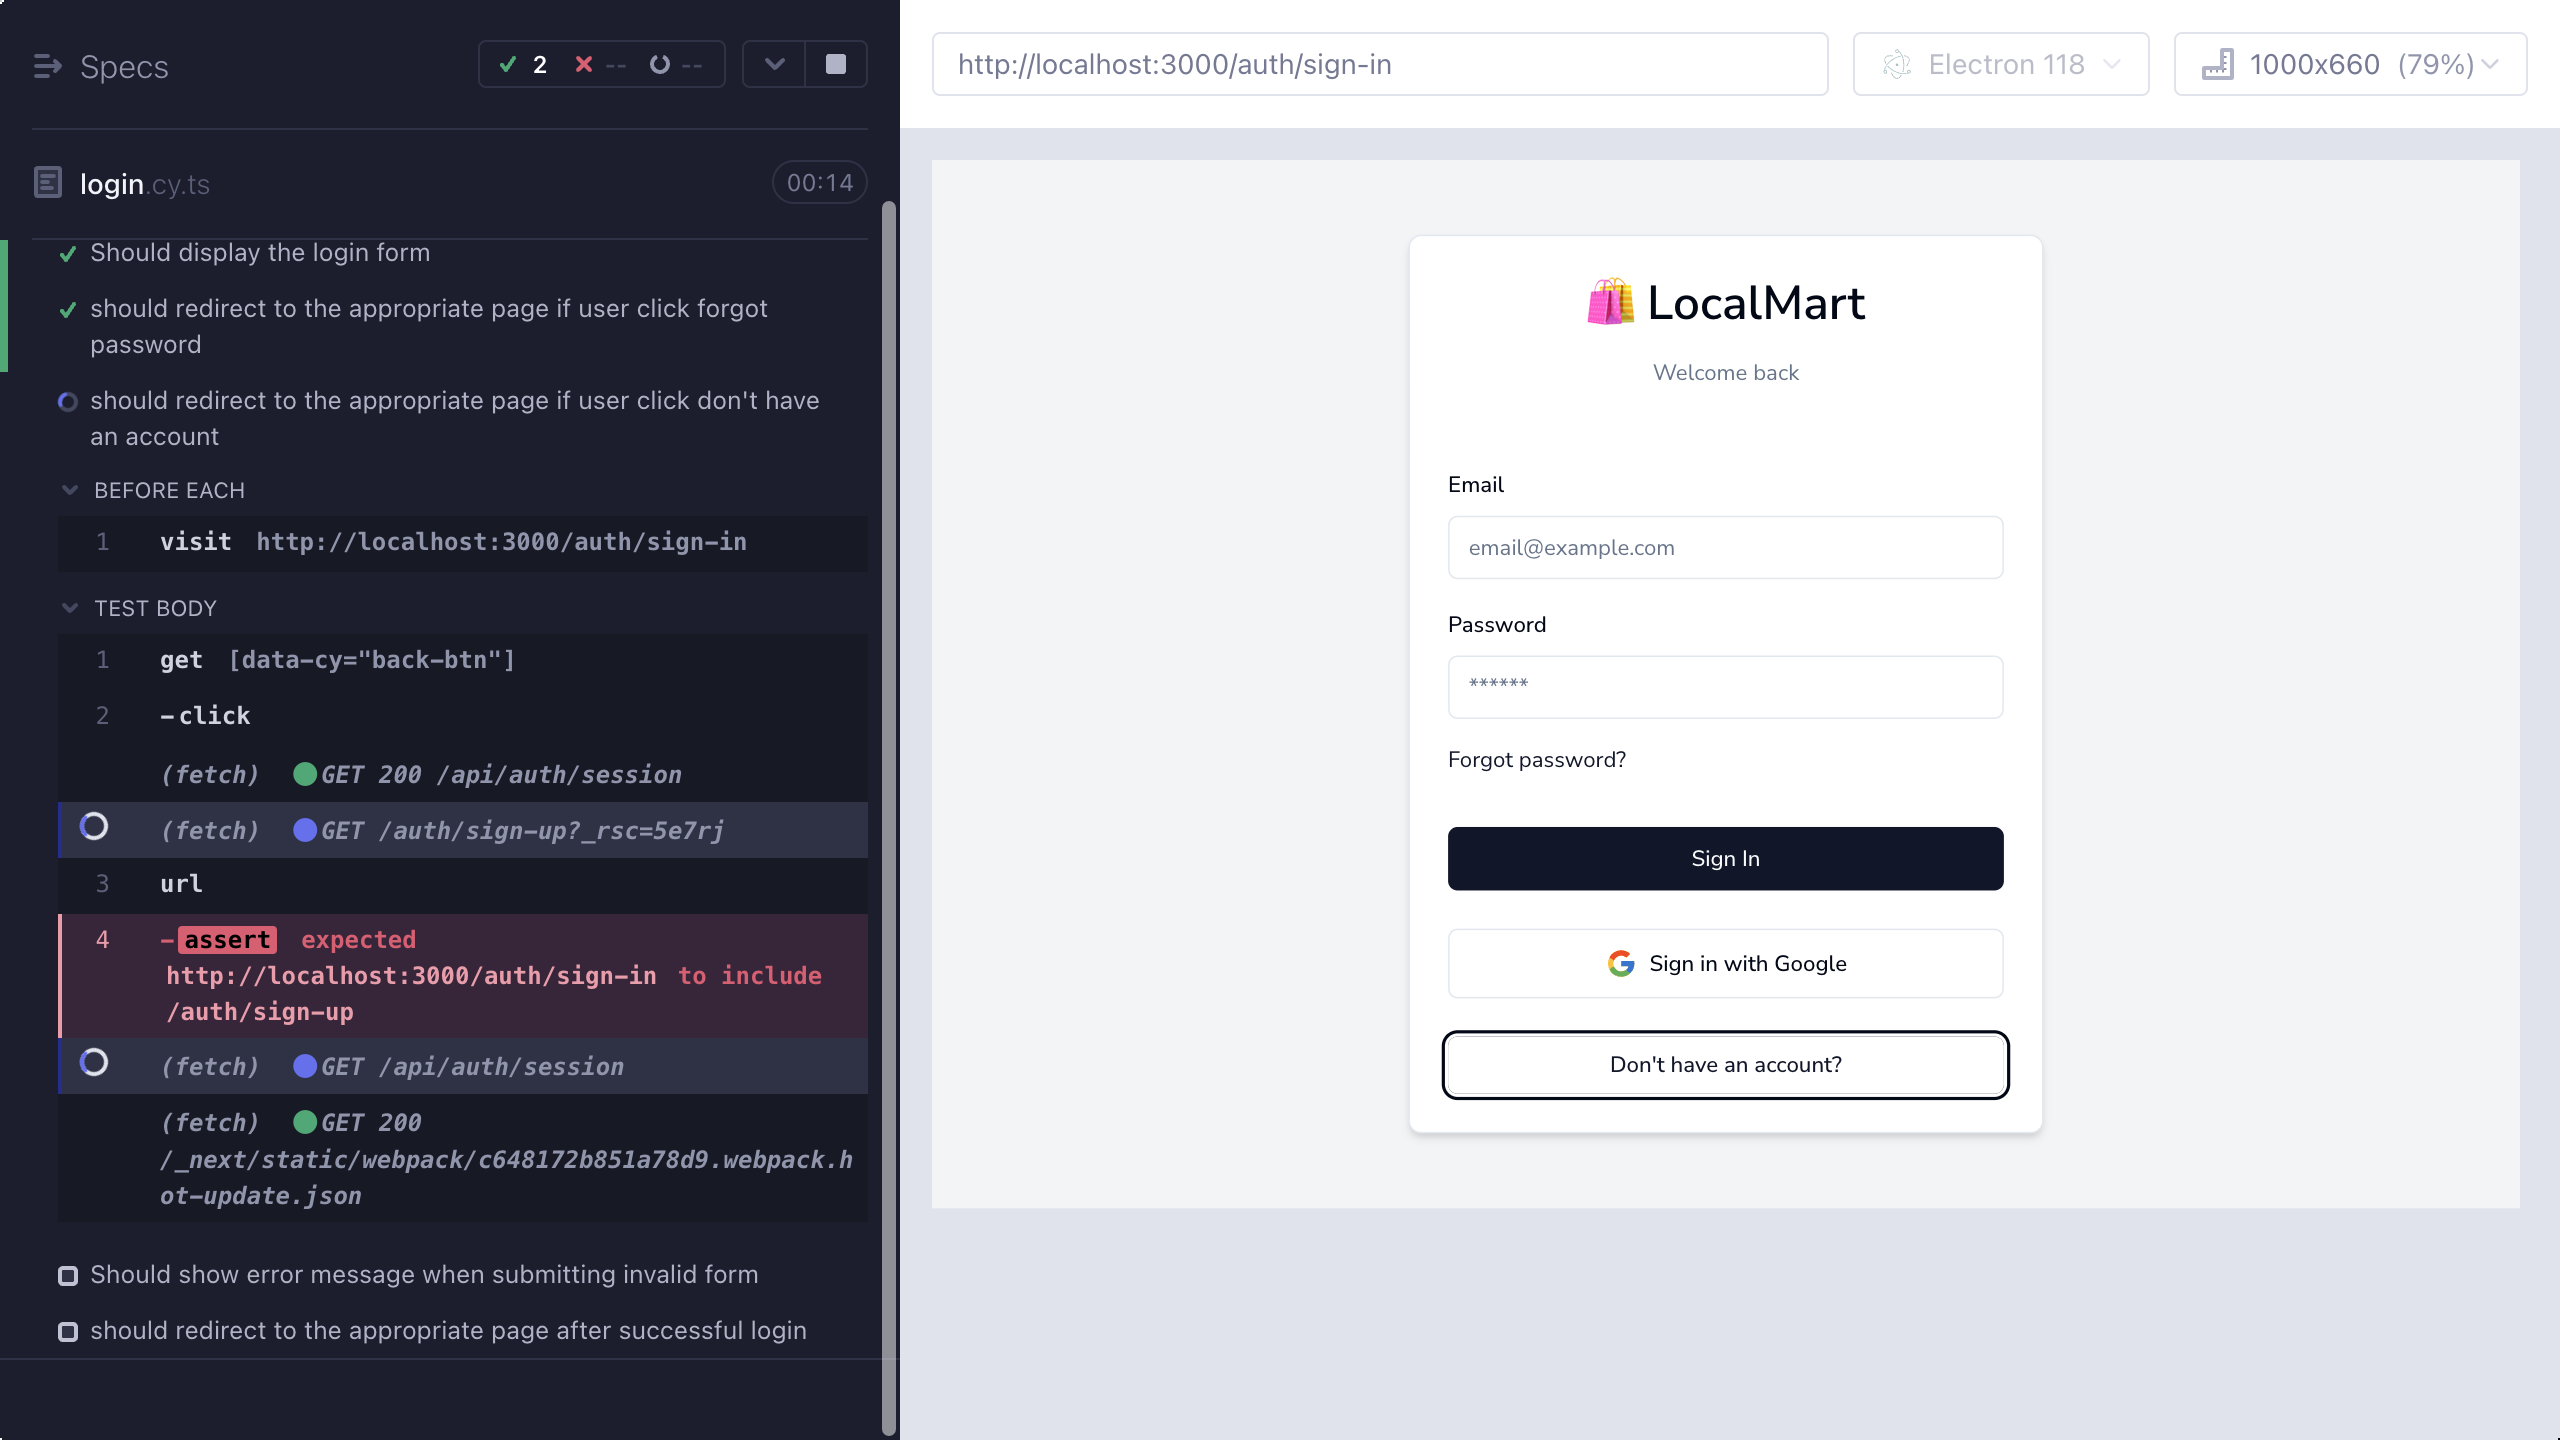 Specs
2
--
--
login.cy.ts
00:14
Should display the login form
should redirect to the appropriate page if user click forgot
password
should redirect to the appropriate page if user click don't have
an account
BEFORE EACH
1 visit http://localhost:3000/auth/sign-in
TEST BODY
1 get [data-cy="back-btn"]
2 -click
(fetch) GET 200 /api/auth/session
(fetch) GET /auth/sign-up?_rsc=5e7rj
3 url
4 -assert expected
http://localhost:3000/auth/sign-in to include
/auth/sign-up
(fetch) GET /api/auth/session
(fetch) GET 200
/_next/static/webpack/c648172b851a78d9.webpack.h
ot-update.json
Should show error message when submitting invalid form
should redirect to the appropriate page after successful login
http://localhost:3000/auth/sign-in
Electron 118
1000x660 (79%)
LocalMart
Welcome back
Email
email@example.com
Password
******
Forgot password?
Sign In
Sign in with Google
Don't have an account?